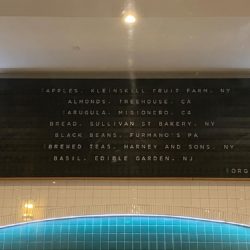 APPLES, KLEINSKILL FRUIT FARM, NY
ALMONDS, TREEHOUSE, CA
ARUGULA, MISIONERO, CA
BREAD, SULLIVAN ST BAKERY, NY
BLACK BEANS, FURMANO'S PA
BREWED TEAS, HARNEY AND SONS, NY
BASIL, EDIBLE GARDEN, NJ